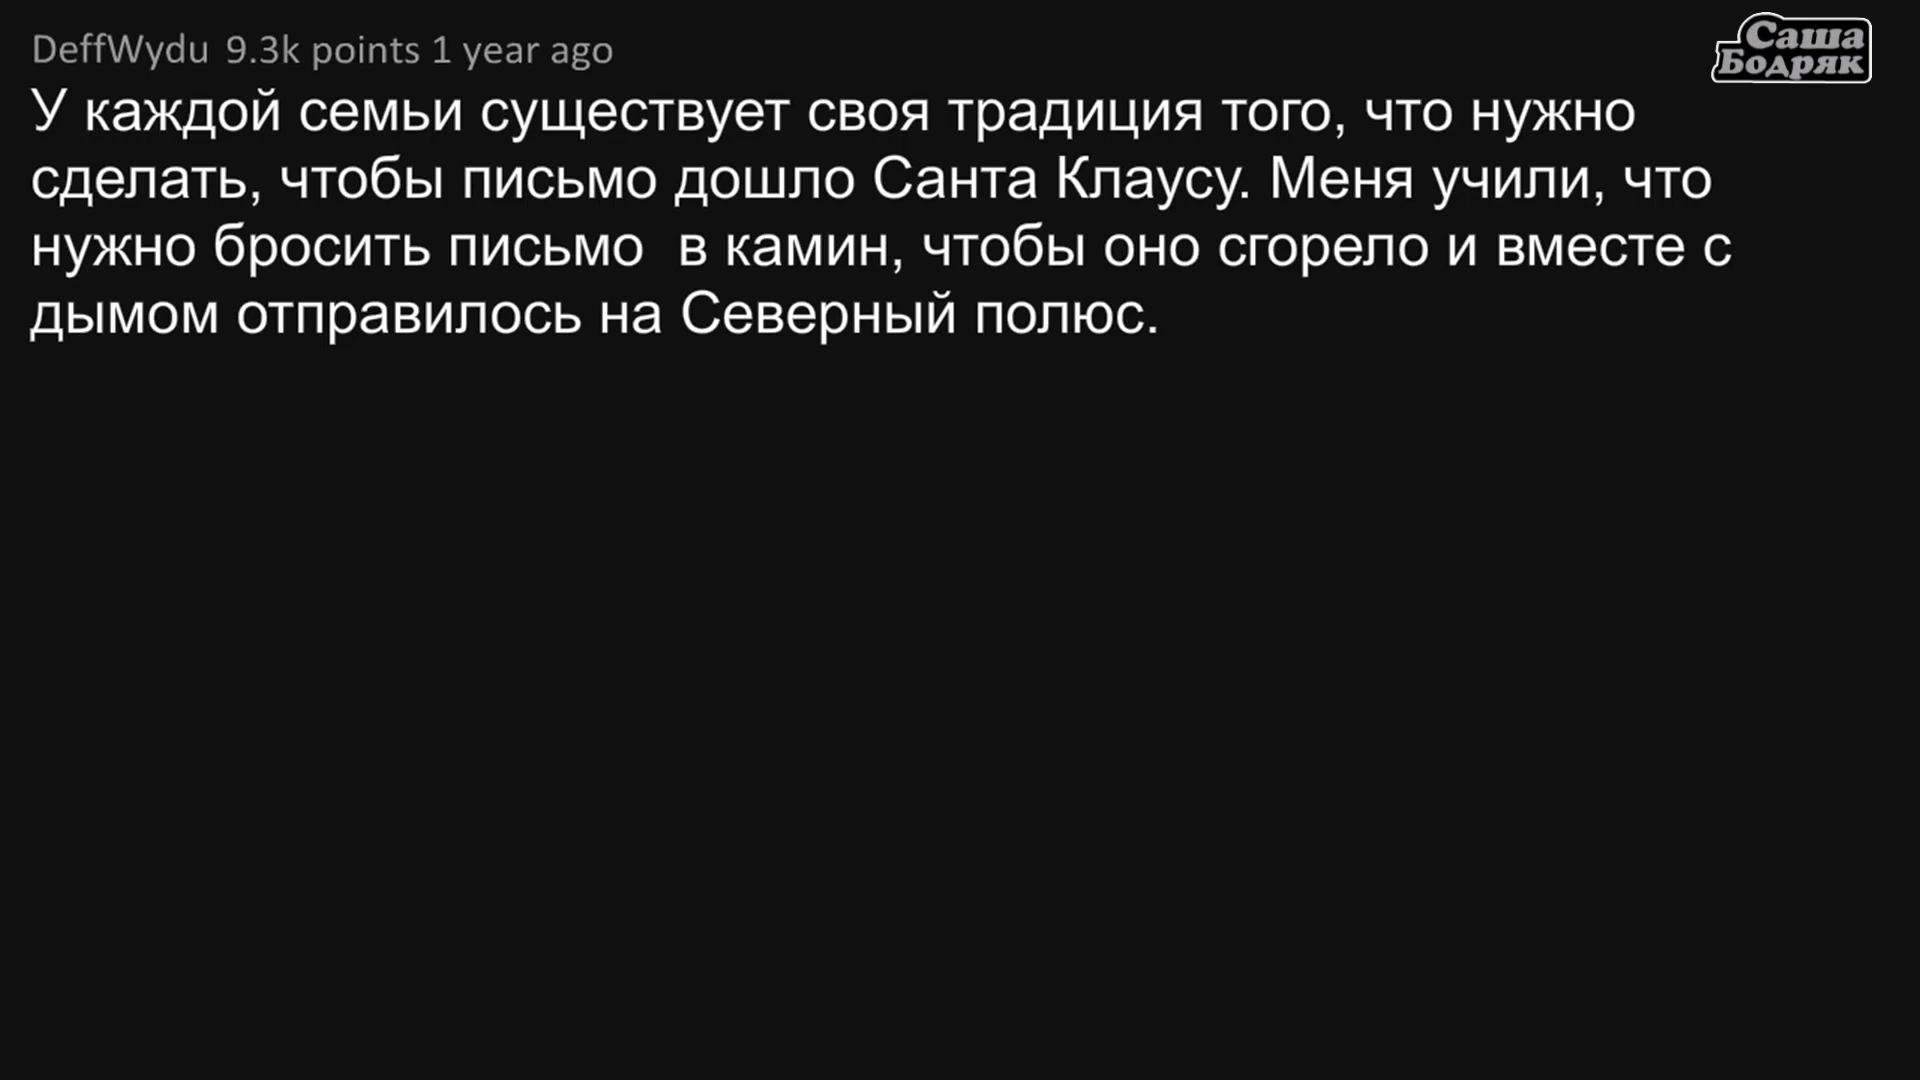 DeffWydu 9.3k points 1 year ago
Саша
Бодряк
У каждой семьи существует своя традиция того, что нужно
сделать, чтобы письмо дошло Санта Клаусу. Меня учили, что
нужно бросить письмо  в камин, чтобы оно сгорело и вместе с
дымом отправилось на Северный полюс.